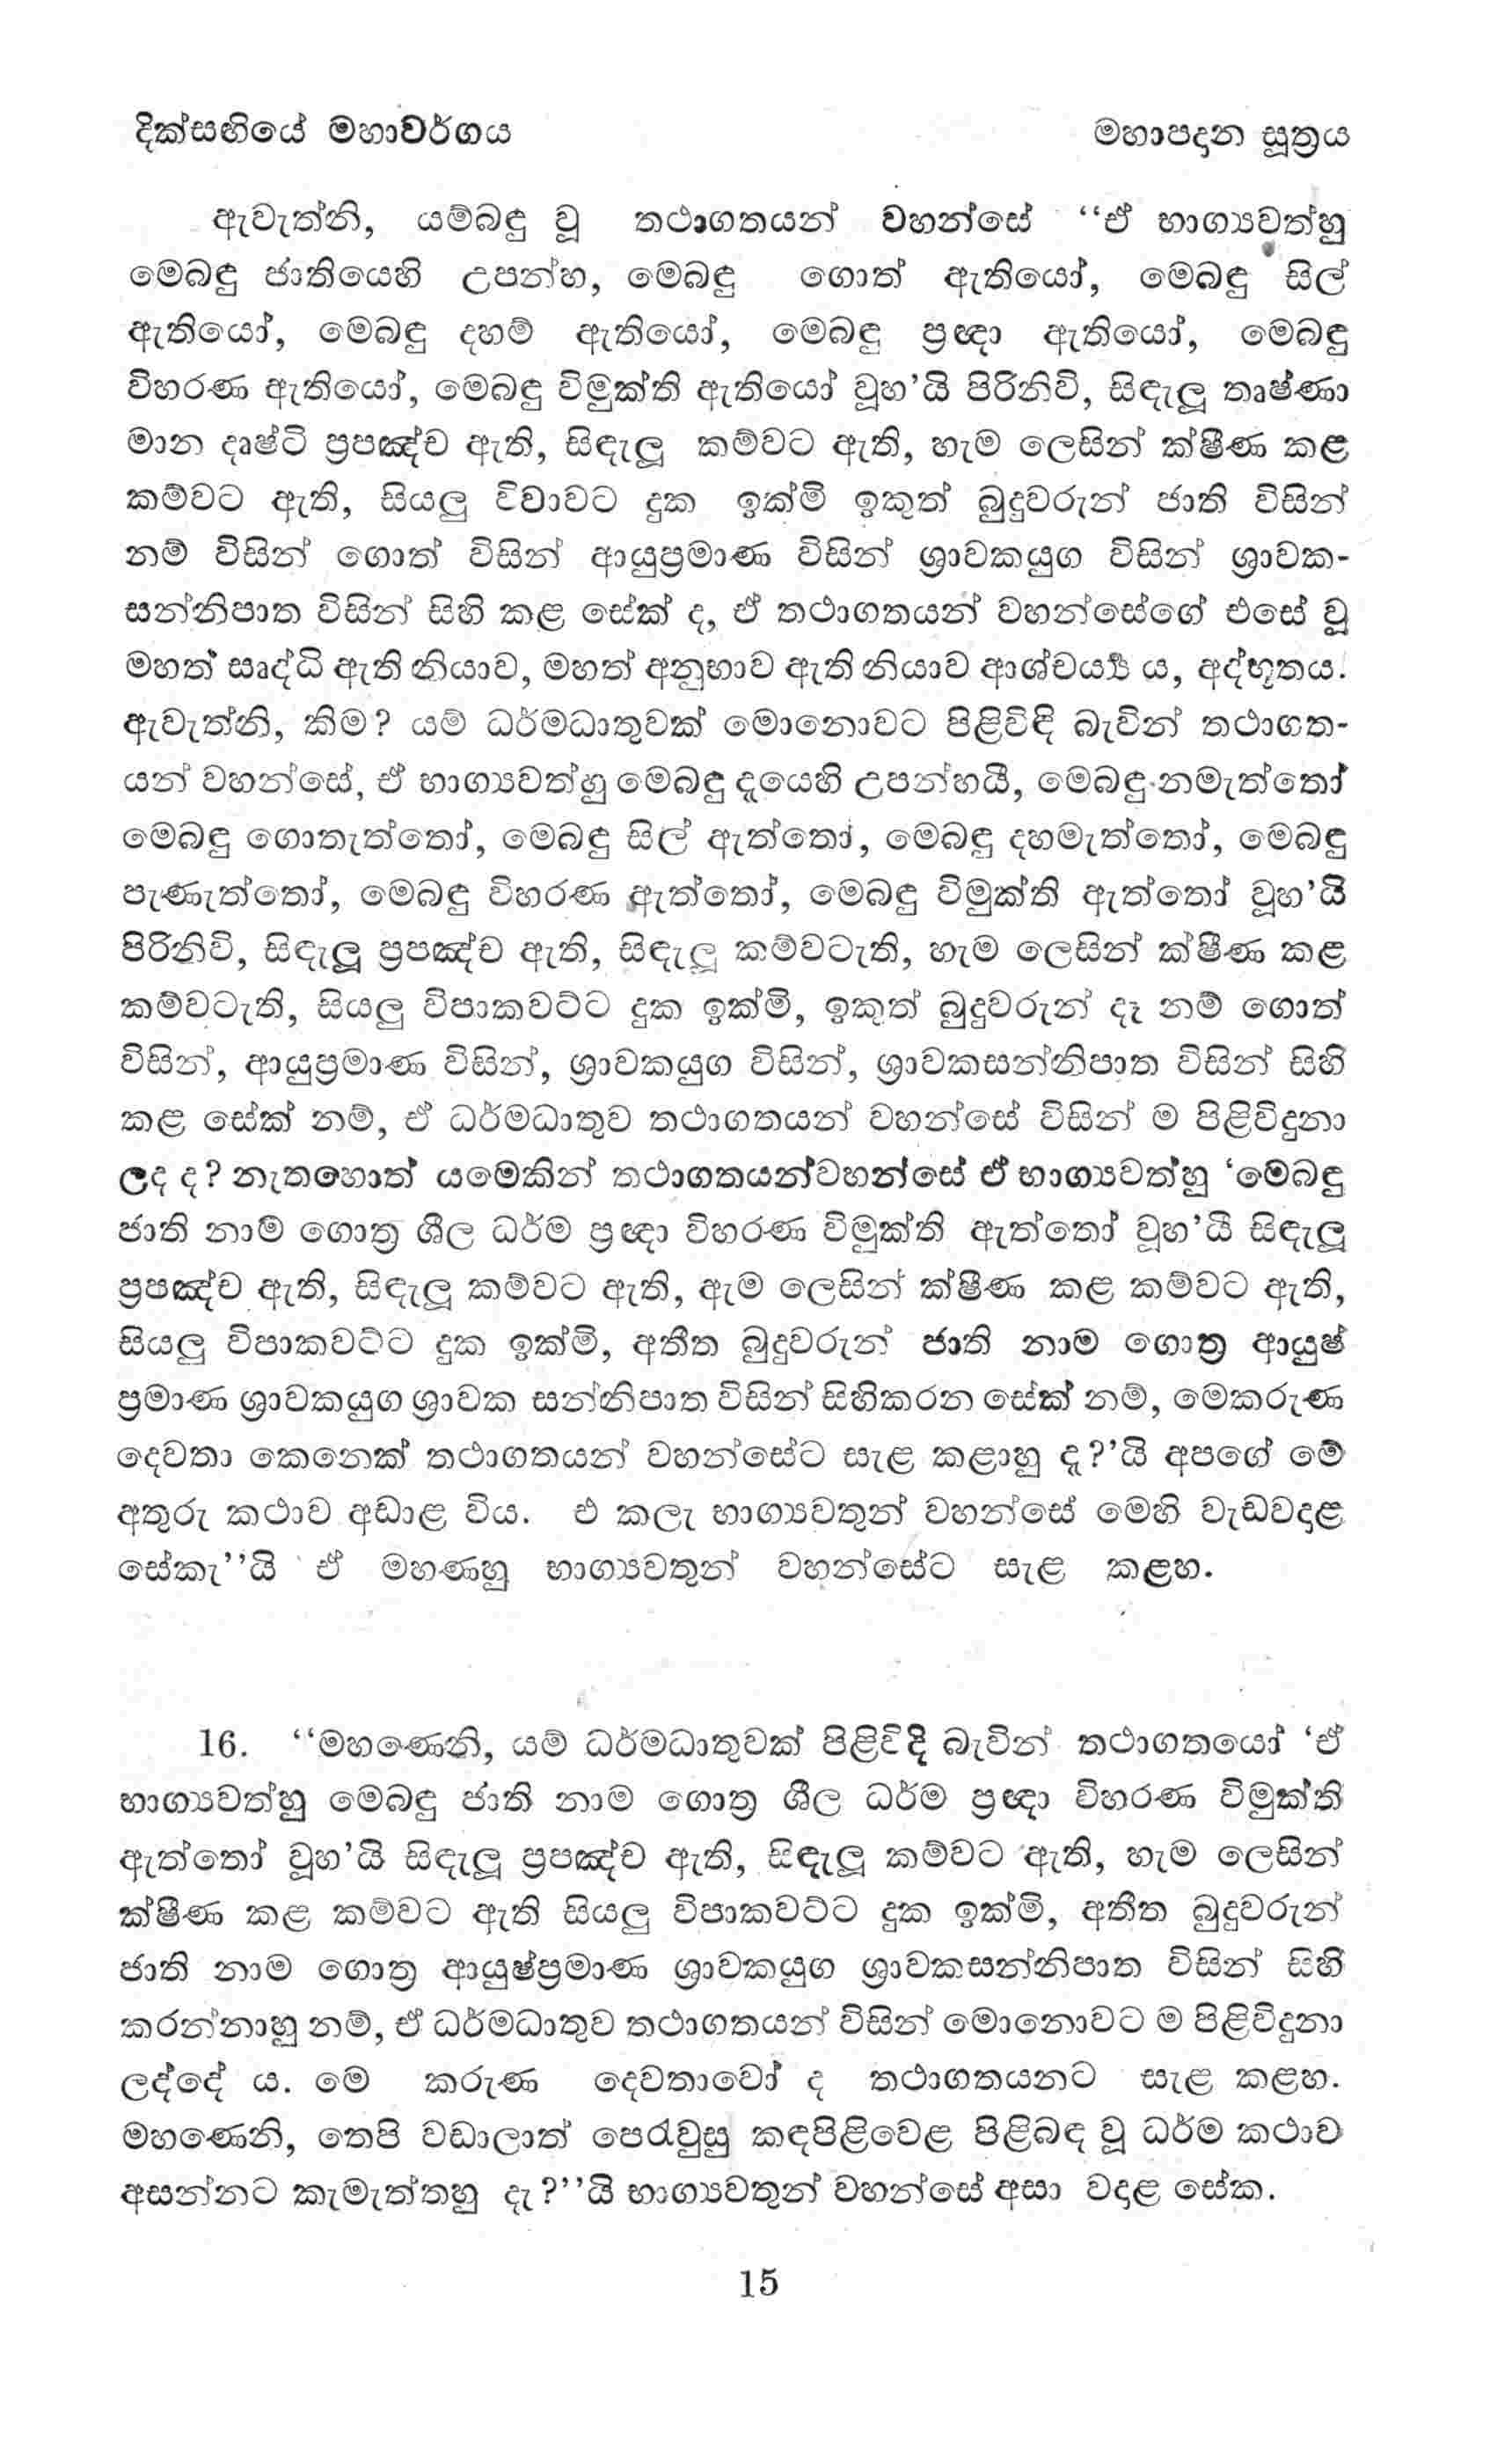 දික්සඟියේ මහාවර්ගය
මහාපදාන සූත්‍රය
ඇවැත්නි, යම්බඳු වූ තථාගතයන් වහන්සේ “ඒ භාග්‍යවත්හු
මෙබඳු ජාතියෙහි උපන්හ, මෙබඳු ගොත් ඇතියෝ, මෙබඳු සිල්
ඇතියෝ, මෙබඳු දහම් ඇතියෝ, මෙබඳු ප්‍රඥා ඇතියෝ, මෙබඳු
විහරණ ඇතියෝ, මෙබඳු විමුක්ති ඇතියෝ වූහ’යි පිරිනිවි, සිඳැලූ තෘෂ්ණා
මාන දෘෂ්ටි ප්‍රපඤ්ච ඇති, සිඳැලූ කම්වට ඇති, හැම ලෙසින් ක්ෂීණ කළ
කම්වට ඇති, සියලු විවාවට දුක ඉක්මි ඉකුත් බුදුවරුන් ජාති විසින්
නම් විසින් ගොත් විසින් ආයුප්‍රමාණ විසින් ශ්‍රාවකයුග විසින් ශ්‍රාවක-
සන්නිපාත විසින් සිහි කළ සේක් ද, ඒ තථාගතයන් වහන්සේගේ එසේ වූ
මහත් සෘද්ධි ඇති නියාව, මහත් අනුභාව ඇති නියාව ආශ්චර්‍ය්‍ය ය, අද්භූතය.
ඇවැත්නි, කිම? යම් ධර්මධාතුවක් මොනොවට පිළිවිඳි බැවින් තථාගත-
යන් වහන්සේ, ඒ භාග්‍යවත්හු මෙබඳු දෑයෙහි උපන්හයී, මෙබඳු නමැත්තෝ
මෙබඳු ගොතැත්තෝ, මෙබඳු සිල් ඇත්තෝ, මෙබඳු දහමැත්තෝ, මෙබඳු
පැණැත්තෝ, මෙබඳු විහරණ ඇත්තෝ, මෙබඳු විමුක්ති ඇත්තෝ වූහ’යි
පිරිනිවි, සිඳැලූ ප්‍රපඤ්ච ඇති, සිඳැලූ කම්වටැති, හැම ලෙසින් ක්ෂීණ කළ
කම්වටැති, සියලු විපාකවට්ට දුක ඉක්මි, ඉකුත් බුදුවරුන් දෑ නම් ගොත්
විසින්, ආයුප්‍රමාණ විසින්, ශ්‍රාවකයුග විසින්, ශ්‍රාවකසන්නිපාත විසින් සිහි
කළ සේක් නම්, ඒ ධර්මධාතුව තථාගතයන් වහන්සේ විසින් ම පිළිවිදුනා
ලද ද? නැතහොත් යමෙකින් තථාගතයන්වහන්සේ ඒ භාග්‍යවත්හු ‘මෙබඳු
ජාති නාම ගොත්‍ර ශීල ධර්ම ප්‍රඥා විහරණ විමුක්ති ඇත්තෝ වූහ’යි සිඳැලූ
ප්‍රපඤ්ච ඇති, සිඳැලූ කම්වට ඇති, ඇම ලෙසින් ක්ෂීණ කළ කම්වට ඇති,
සියලු විපාකවට්ට දුක ඉක්මි, අතීත බුදුවරුන් ජාති නාම ගොත්‍ර ආයුෂ්
ප්‍රමාණ ශ්‍රාවකයුග ශ්‍රාවක සන්නිපාත විසින් සිහිකරන සේක් නම්, මෙකරුණ
දෙවතා කෙනෙක් තථාගතයන් වහන්සේට සැළ කළාහු දෑ?’යි අපගේ මේ
අතුරු කථාව අඩාළ විය. එ කලැ භාග්‍යවතුන් වහන්සේ මෙහි වැඩවදාළ
සේකැ”යි ඒ මහණහු භාග්‍යවතුන් වහන්සේට සැළ කළහ.
16. “මහණෙනි, යම් ධර්මධාතුවක් පිළිවිදි බැවින් තථාගතයෝ ‘ඒ
භාග්‍යවත්හු මෙබඳු ජාති නාම ගොත්‍ර ශීල ධර්ම ප්‍රඥා විහරණ විමුක්ති
ඇත්තෝ වූහ’යි සිඳැලූ ප්‍රපඤ්ච ඇති, සිඳැලූ කම්වට ඇති, හැම ලෙසින්
ක්ෂීණ කළ කම්වට ඇති සියලු විපාකවට්ට දුක ඉක්මි, අතීත බුදුවරුන්
ජාති නාම ගොත්‍ර ආයුෂ්ප්‍රමාණ ශ්‍රාවකයුග ශ්‍රාවකසන්නිපාත විසින් සිහි
කරන්නාහු නම්, ඒ ධර්මධාතුව තථාගතයන් විසින් මොනොවට ම පිළිවිදුනා
ලද්දේ ය. මෙ කරුණ දෙවතාවෝ ද තථාගතයනට සැළ කළහ.
මහණෙනි, තෙපි වඩාලාත් පෙරැවුසු කඳපිළිවෙළ පිළිබඳ වූ ධර්ම කථාව
අසන්නට කැමැත්තහු දැ?”යි භාග්‍යවතුන් වහන්සේ අසා වදාළ සේක.
15